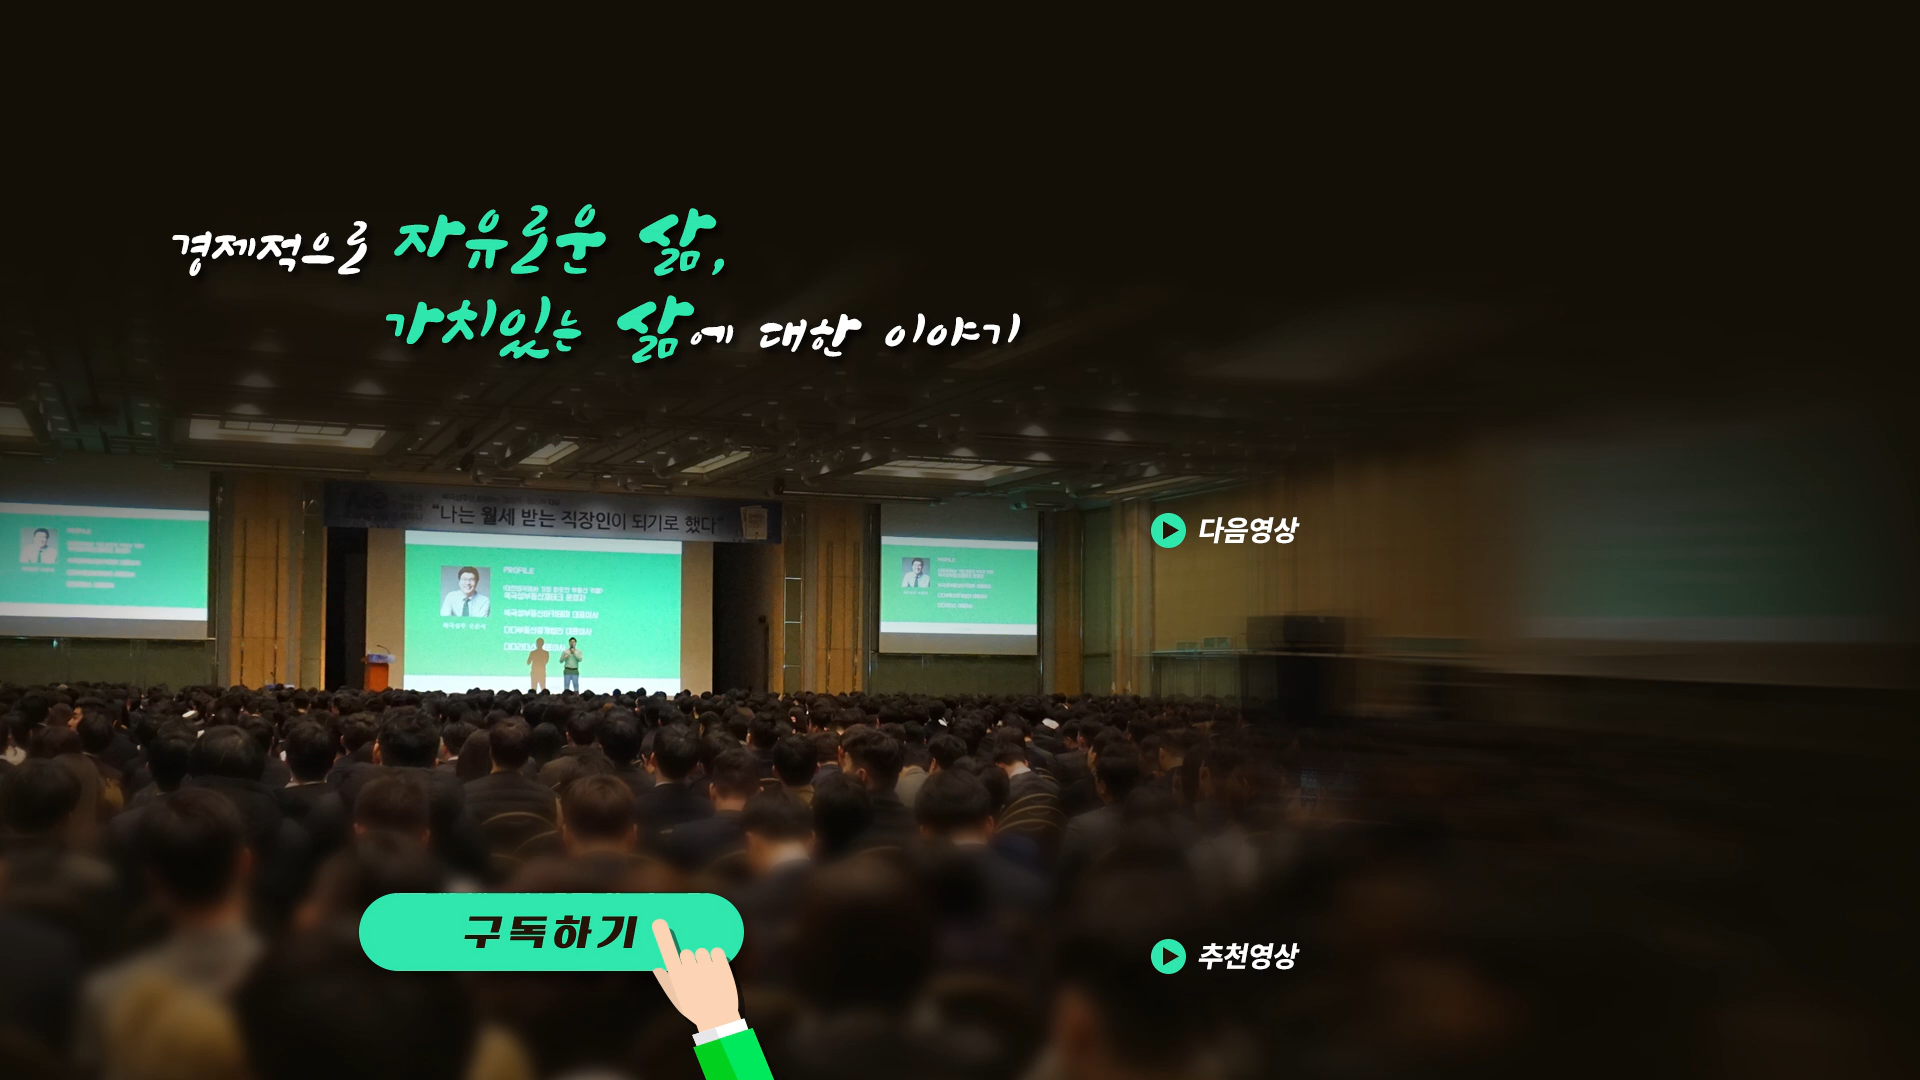 경제적으로 자유로운 삶,
가치있는 삶에 대한 이야기
"나는 월세 받는 직장인이 되기로 했다"
PROFILE
PROFILE
다음영상
구독하기
추천영상